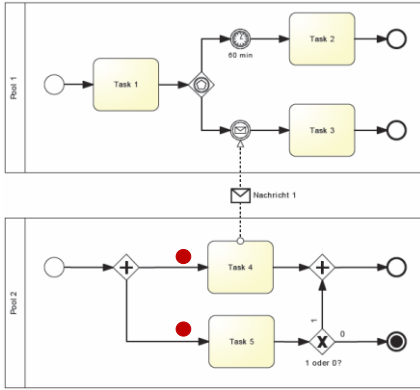 Pool 1
Task 1
60 min
Task 2
Task 3
Nachricht 1
Pool 2
Task 4
Task 5
1
0
1 oder 0?